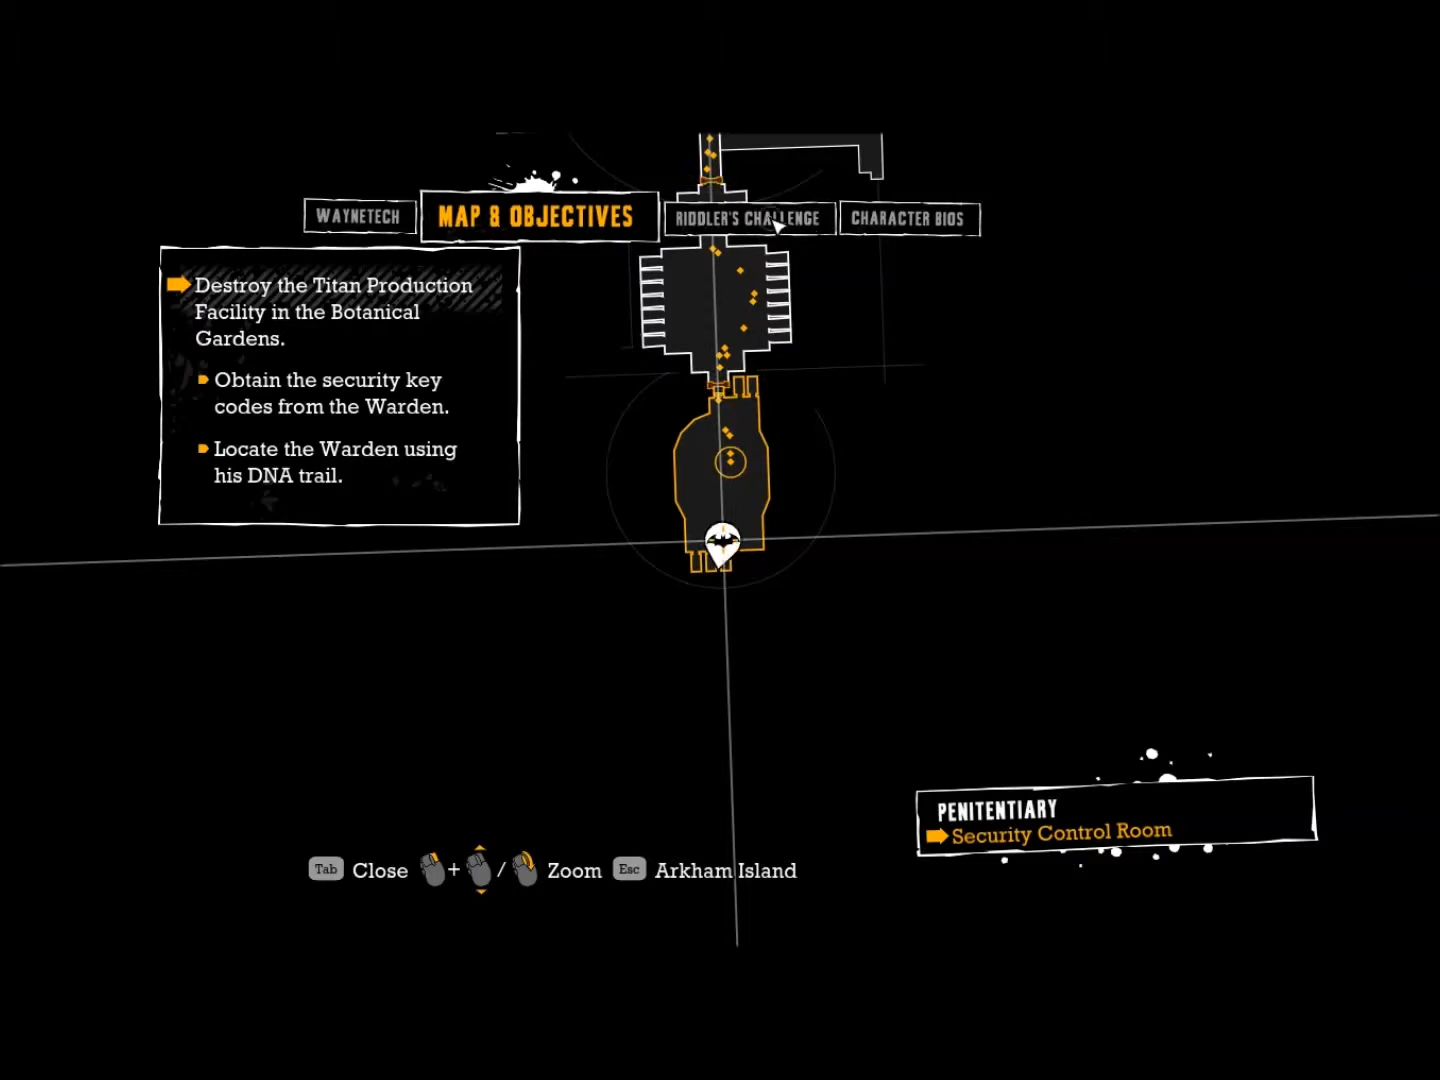 WAYNETECH
MAP & OBJECTIVES
RIDDLER'S CHALLENGE
CHARACTER BIOS
Destroy the Titan Production
Facility in the Botanical
Gardens.
Obtain the security key
codes from the Warden.
Locate the Warden using
his DNA trail.
PENITENTIARY
Security Control Room
Tab Close + / Zoom Esc Arkham Island